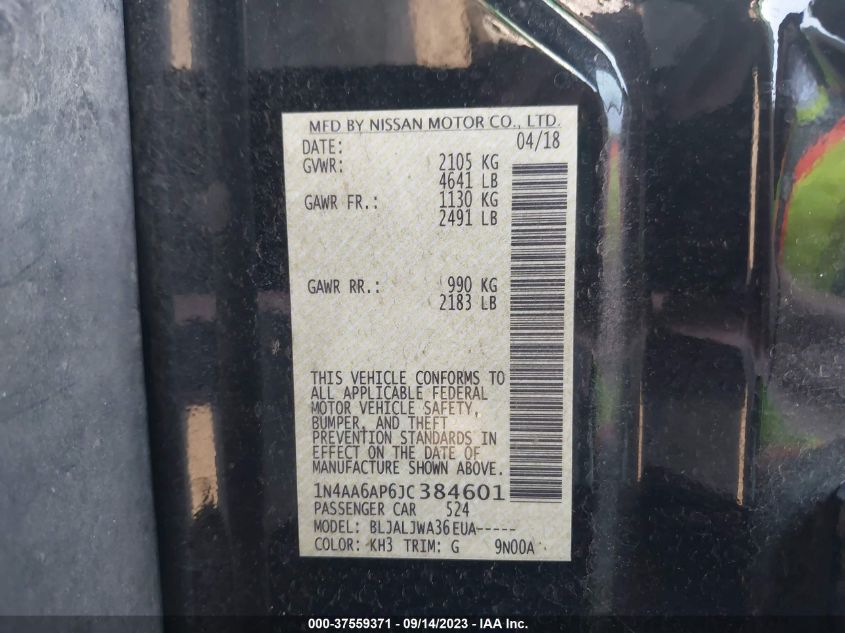 MFD BY NISSAN MOTOR CO., LTD.
DATE: 04/18
GVWR: 2105 KG
4641 LB
GAWR FR.: 1130 KG
2491 LB
GAWR RR.: 990 KG
2183 LB
THIS VEHICLE CONFORMS TO
ALL APPLICABLE FEDERAL
MOTOR VEHICLE SAFETY,
BUMPER, AND THEFT
PREVENTION STANDARDS IN
EFFECT ON THE DATE OF
MANUFACTURE SHOWN ABOVE.
1N4AA6AP6JC384601
PASSENGER CAR 524
MODEL: BLJALJWA36EUA-----
COLOR: KH3 TRIM: G 9N00A
000-37559371 - 09/14/2023 - IAA Inc.